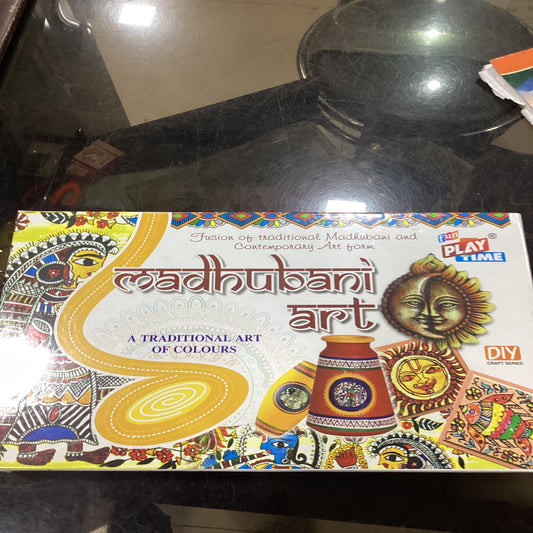 Fusion of traditional Madhubani and
Contemporary Art form
fun
PLAY
TIME
®
madhubani
art
A TRADITIONAL ART
OF COLOURS
DIY
CRAFT SERIES